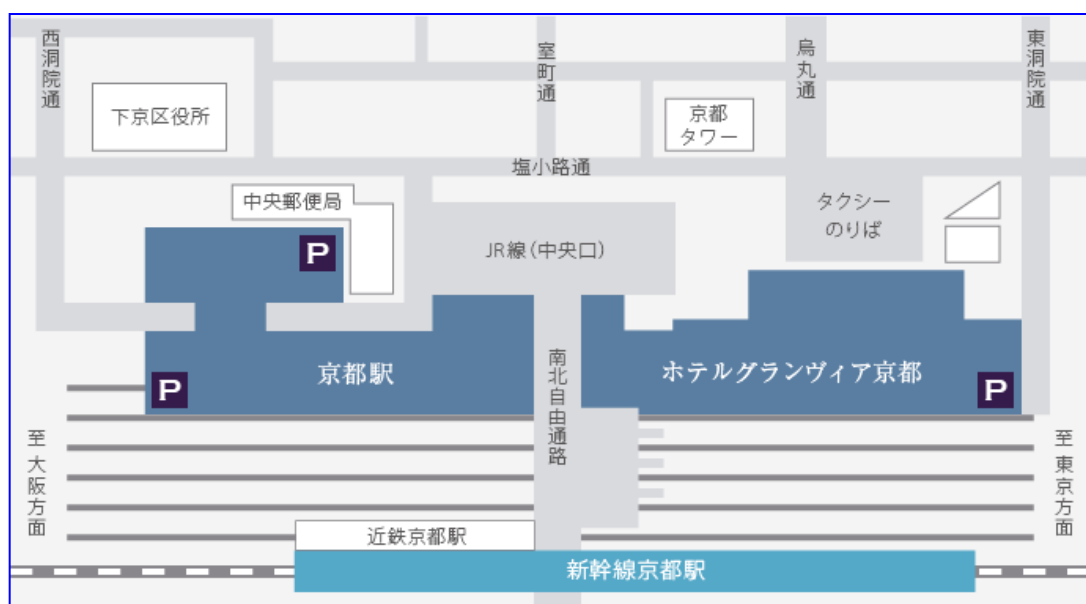 西洞院通
室町通
烏丸通
東洞院通
下京区役所
京都
タワー
塩小路通
中央郵便局
タクシー
のりば
JR線(中央口)
P
京都駅
ホテルグランヴィア京都
P
P
南北自由通路
至 大阪方面
至 東京方面
近鉄京都駅
新幹線京都駅